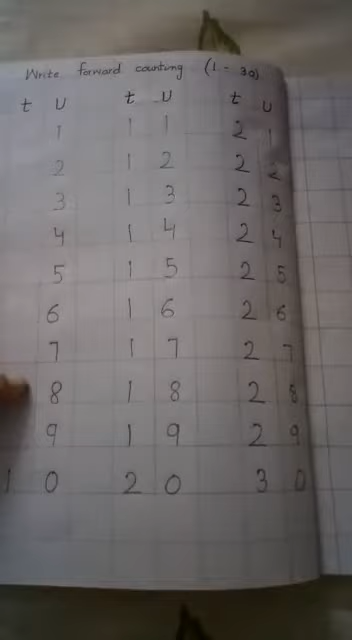 Write forward counting (1 - 30)
t U t U t U
1 1 1 2 1
2 1 2 2 2
3 1 3 2 3
4 1 4 2 4
5 1 5 2 5
6 1 6 2 6
7 1 7 2 7
8 1 8 2 8
9 1 9 2 9
1 0 2 0 3 0